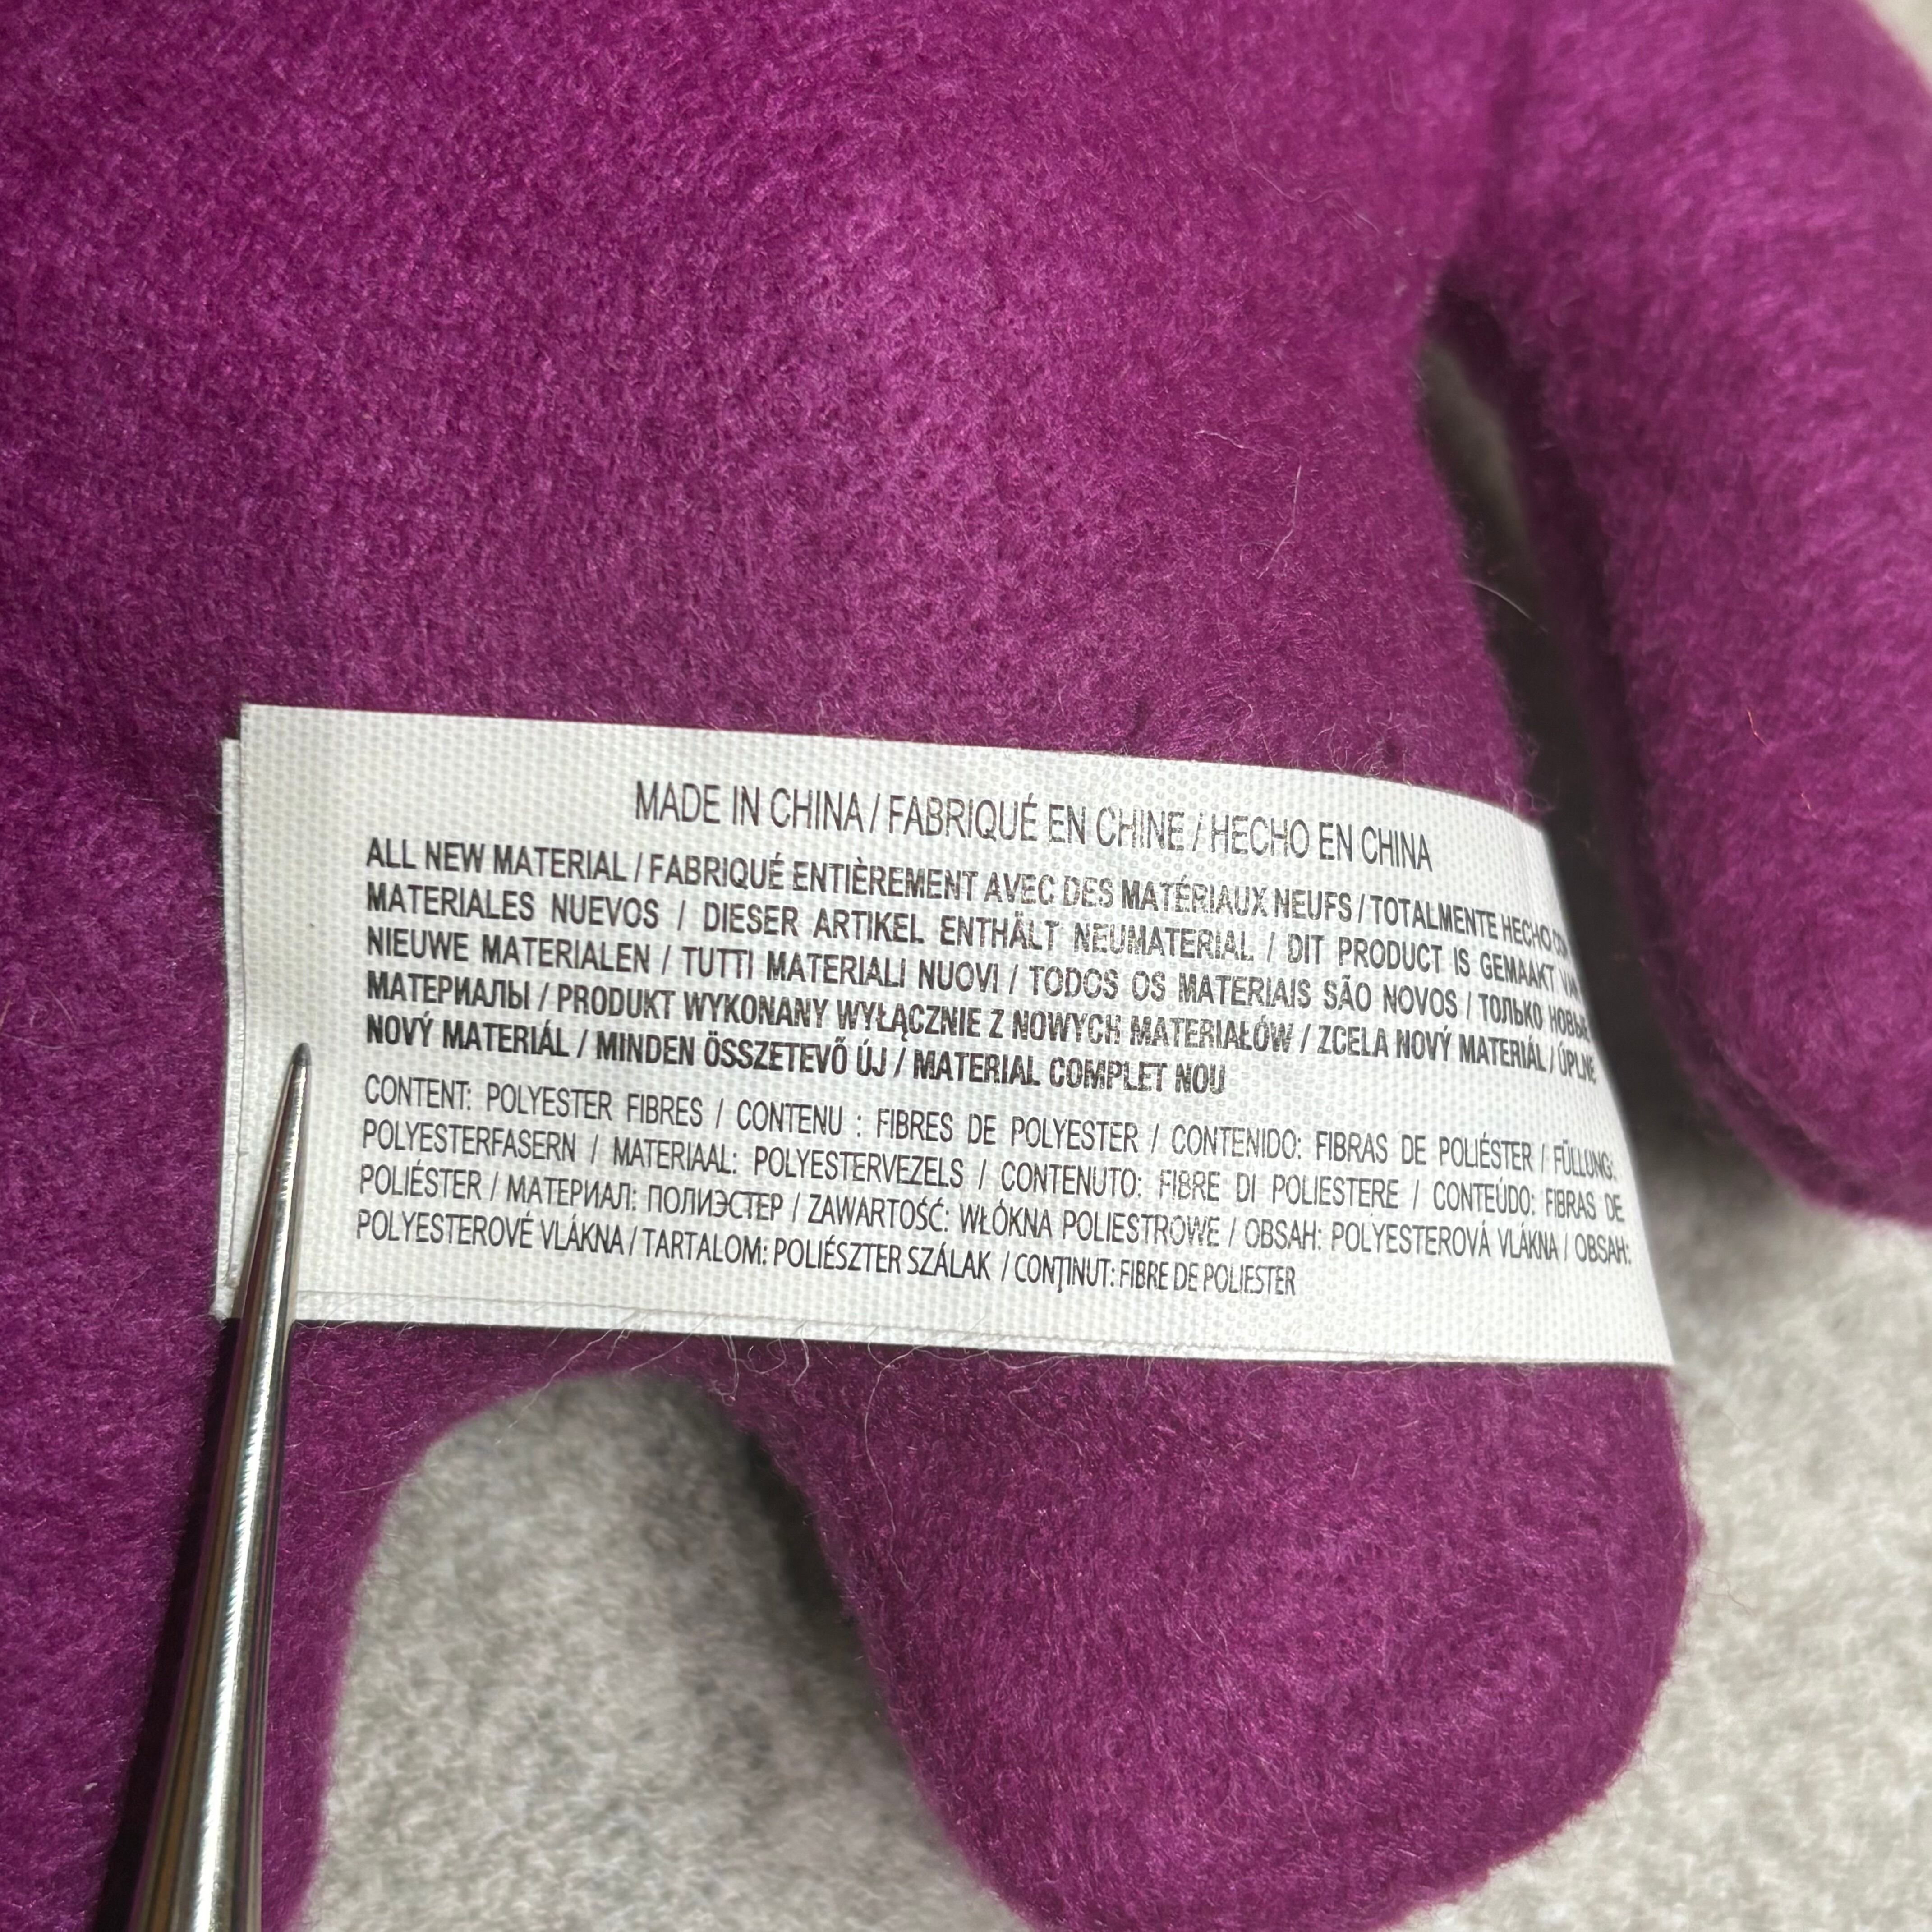 MADE IN CHINA / FABRIQUÉ EN CHINE / HECHO EN CHINA
ALL NEW MATERIAL / FABRIQUÉ ENTIÈREMENT AVEC DES MATÉRIAUX NEUFS / TOTALMENTE HECHO CON
MATERIALES NUEVOS / DIESER ARTIKEL ENTHÄLT NEUMATERIAL / DIT PRODUCT IS GEMAAKT VAN
NIEUWE MATERIALEN / TUTTI MATERIALI NUOVI / TODOS OS MATERIAIS SÃO NOVOS / ТОЛЬКО НОВЫЕ
МАТЕРИАЛЫ / PRODUKT WYKONANY WYŁĄCZNIE Z NOWYCH MATERIAŁÓW / ZCELA NOVÝ MATERIÁL / ÚPLNE
NOVÝ MATERIÁL / MINDEN ÖSSZETEVŐ ÚJ / MATERIAL COMPLET NOU
CONTENT: POLYESTER FIBRES / CONTENU : FIBRES DE POLYESTER / CONTENIDO: FIBRAS DE POLIÉSTER / FÜLLUNG:
POLYESTERFASERN / MATERIAAL: POLYESTERVEZELS / CONTENUTO: FIBRE DI POLIESTERE / CONTEÚDO: FIBRAS DE
POLIÉSTER / МАТЕРИАЛ: ПОЛИЭСТЕР / ZAWARTOŚĆ: WŁÓKNA POLIESTROWE / OBSAH: POLYESTEROVÁ VLÁKNA / OBSAH:
POLYESTEROVÉ VLÁKNA / TARTALOM: POLIÉSZTER SZÁLAK / CONŢINUT: FIBRE DE POLIESTER